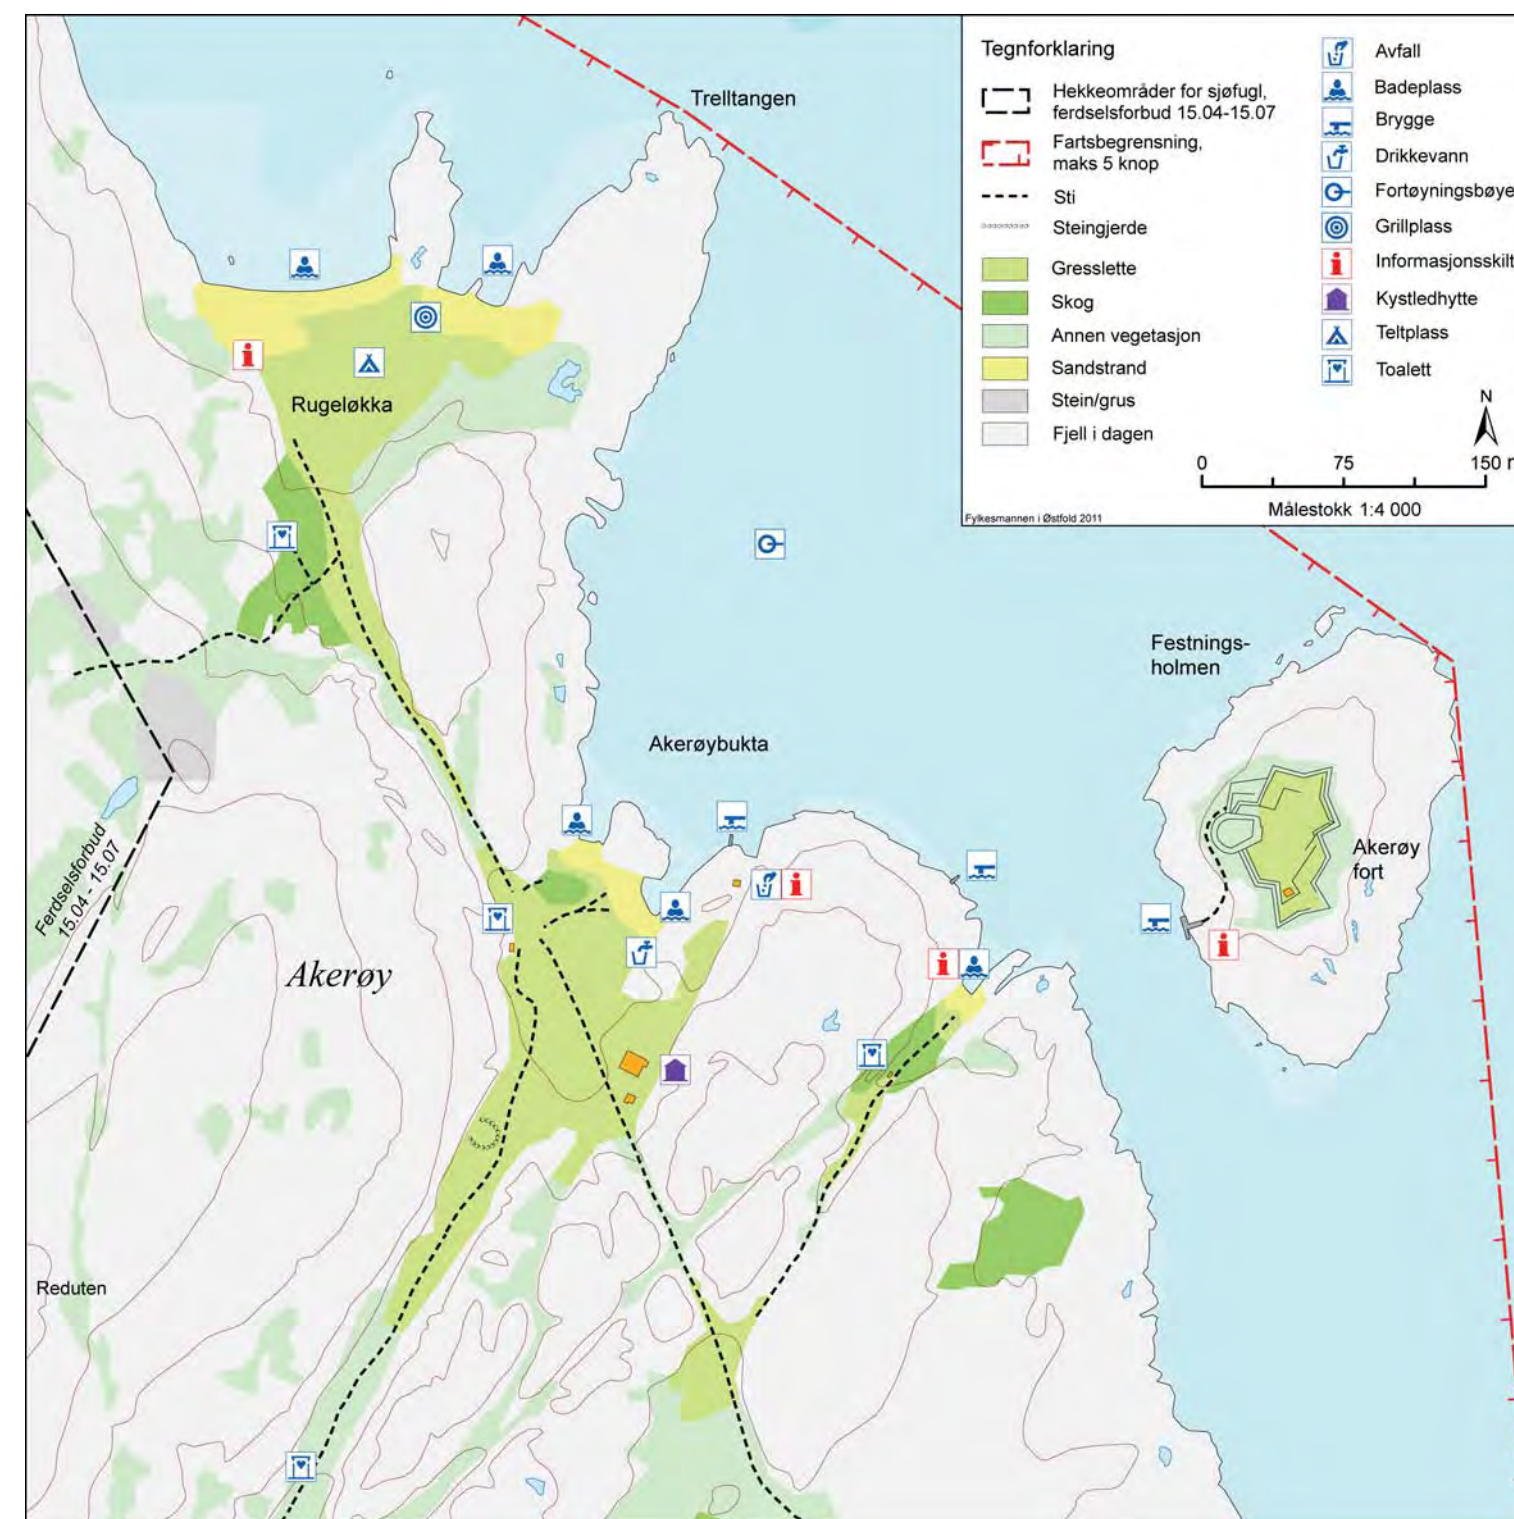 Trelltangen
Rugeløkka
Akerøybukta
Festnings-
holmen
Akerøy
fort
Ferdselsforbud
15.04 - 15.07
Akerøy
Reduten
Tegnforklaring
Hekkeområder for sjøfugl,
ferdselsforbud 15.04-15.07
Fartsbegrensning,
maks 5 knop
Sti
Steingjerde
Gresslette
Skog
Annen vegetasjon
Sandstrand
Stein/grus
Fjell i dagen
Avfall
Badeplass
Brygge
Drikkevann
Fortøyningsbøye
Grillplass
Informasjonsskilt
Kystledhytte
Teltplass
Toalett
N
0 75 150
Målestokk 1:4 000
Fylkesmannen i Østfold 2011